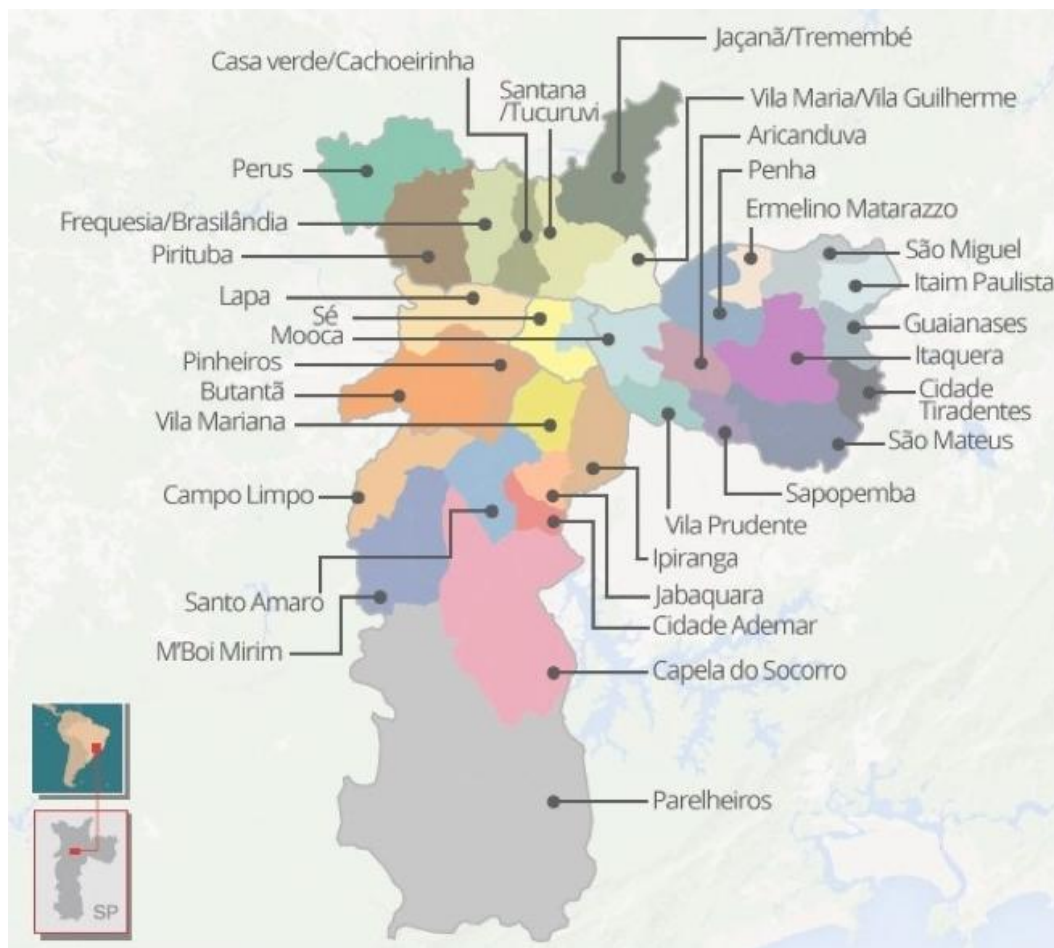 Jaçanã/Tremembé
Casa verde/Cachoeirinha
Santana
/Tucuruvi
Vila Maria/Vila Guilherme
Aricanduva
Perus
Penha
Ermelino Matarazzo
Frequesia/Brasilândia
São Miguel
Pirituba
Itaim Paulista
Lapa
Sé
Guaianases
Mooca
Itaquera
Pinheiros
Butantã
Cidade
Tiradentes
Vila Mariana
São Mateus
Campo Limpo
Sapopemba
Vila Prudente
Ipiranga
Santo Amaro
Jabaquara
Cidade Ademar
M'Boi Mirim
Capela do Socorro
Parelheiros
SP